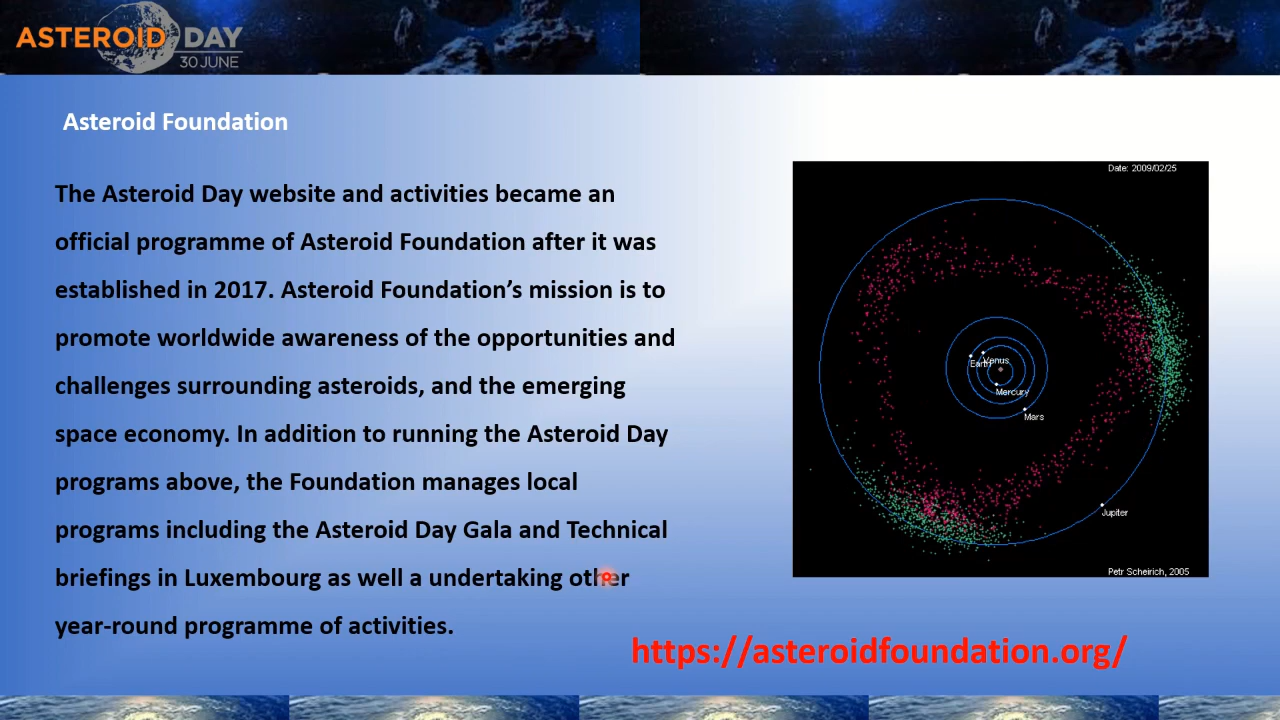 ASTEROID DAY
30 JUNE
Asteroid Foundation
The Asteroid Day website and activities became an
official programme of Asteroid Foundation after it was
established in 2017. Asteroid Foundation’s mission is to
promote worldwide awareness of the opportunities and
challenges surrounding asteroids, and the emerging
space economy. In addition to running the Asteroid Day
programs above, the Foundation manages local
programs including the Asteroid Day Gala and Technical
briefings in Luxembourg as well a undertaking other
year-round programme of activities.
Date: 2009/02/25
Venus
Earth
Mercury
Mars
Jupiter
Petr Scheirich, 2005
https://asteroidfoundation.org/